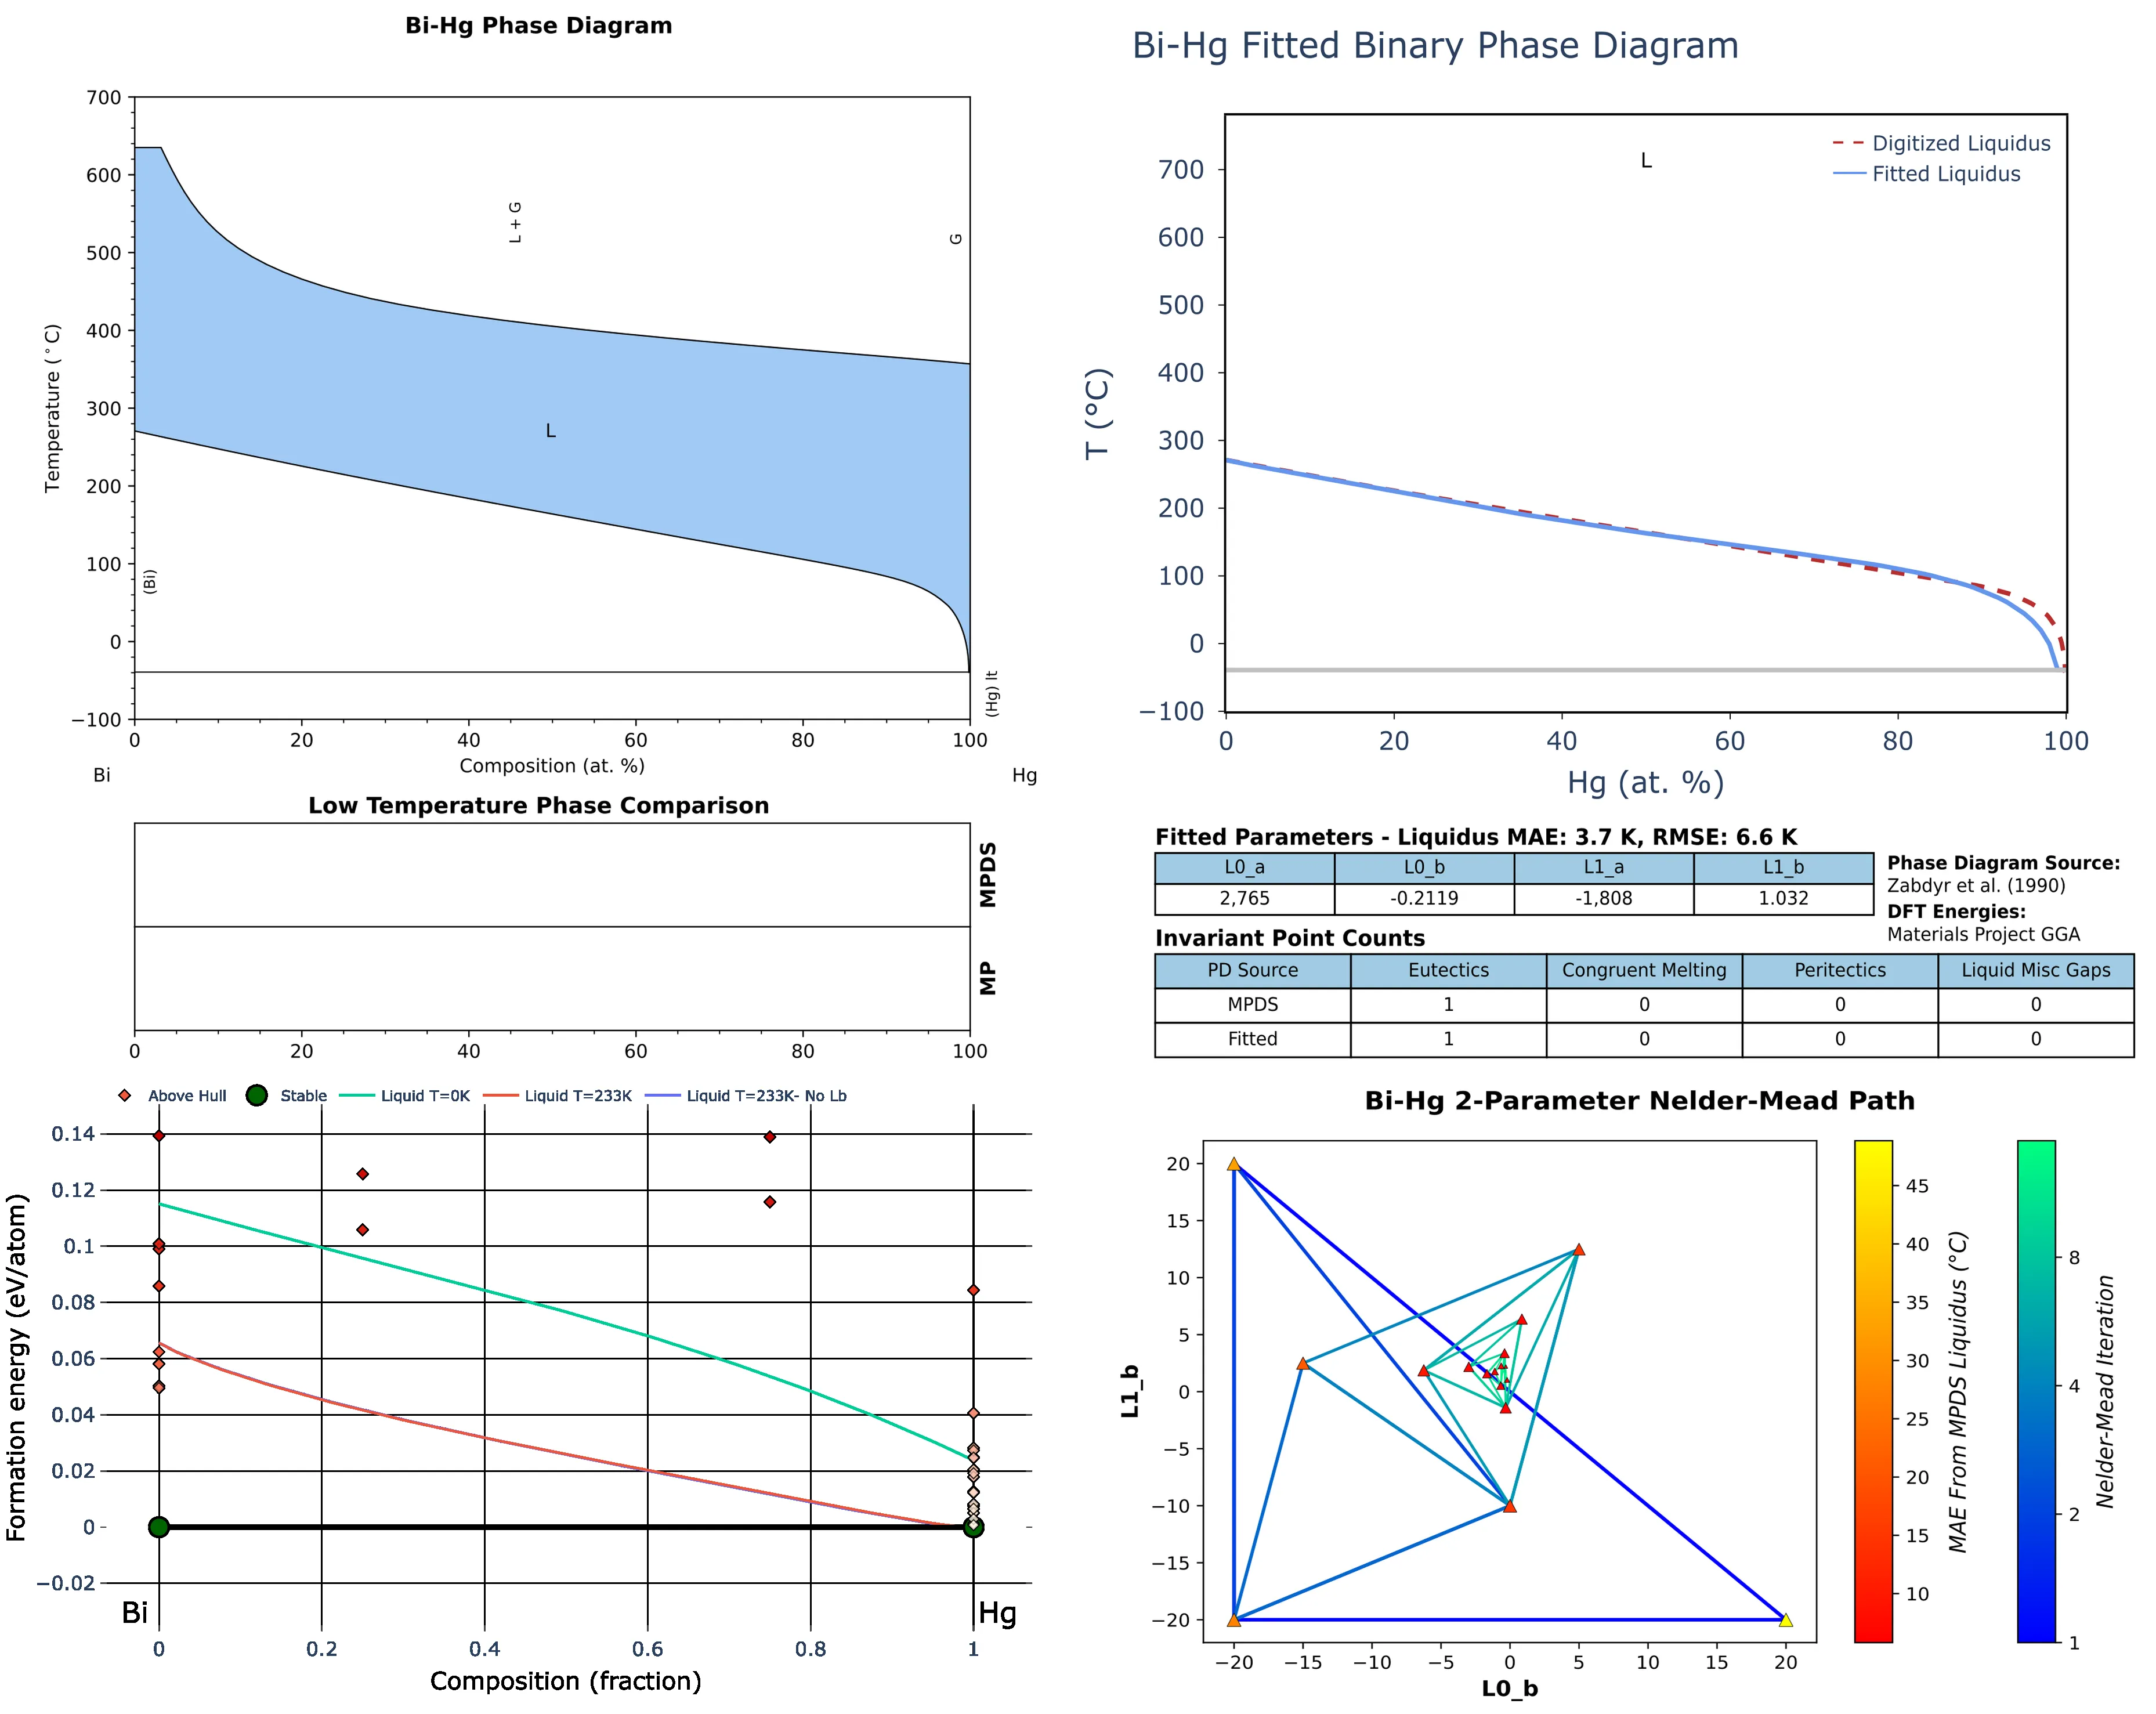 Bi-Hg Phase Diagram
700
600
500
400
300
200
100
0
−100
Temperature (°C)
L + G
G
L
(Bi)
(Hg) lt
0
20
40
60
80
100
Composition (at. %)
Bi
Hg
Low Temperature Phase Comparison
MPDS
MP
0
20
40
60
80
100
Above Hull
Stable
Liquid T=0K
Liquid T=233K
Liquid T=233K- No Lb
0.14
0.12
0.1
0.08
0.06
0.04
0.02
0
−0.02
Formation energy (eV/atom)
Bi
Hg
0
0.2
0.4
0.6
0.8
1
Composition (fraction)
Bi-Hg Fitted Binary Phase Diagram
L
Digitized Liquidus
Fitted Liquidus
700
600
500
400
300
200
100
0
−100
T (°C)
0
20
40
60
80
100
Hg (at. %)
Fitted Parameters - Liquidus MAE: 3.7 K, RMSE: 6.6 K
L0_a L0_b L1_a L1_b
2,765 -0.2119 -1,808 1.032
Phase Diagram Source:
Zabdyr et al. (1990)
DFT Energies:
Materials Project GGA
Invariant Point Counts
PD Source Eutectics Congruent Melting Peritectics Liquid Misc Gaps
MPDS 1 0 0 0
Fitted 1 0 0 0
Bi-Hg 2-Parameter Nelder-Mead Path
20
15
10
5
0
−5
−10
−15
−20
L1_b
−20
−15
−10
−5
0
5
10
15
20
L0_b
45
40
35
30
25
20
15
10
MAE From MPDS Liquidus (°C)
8
4
2
1
Nelder-Mead Iteration